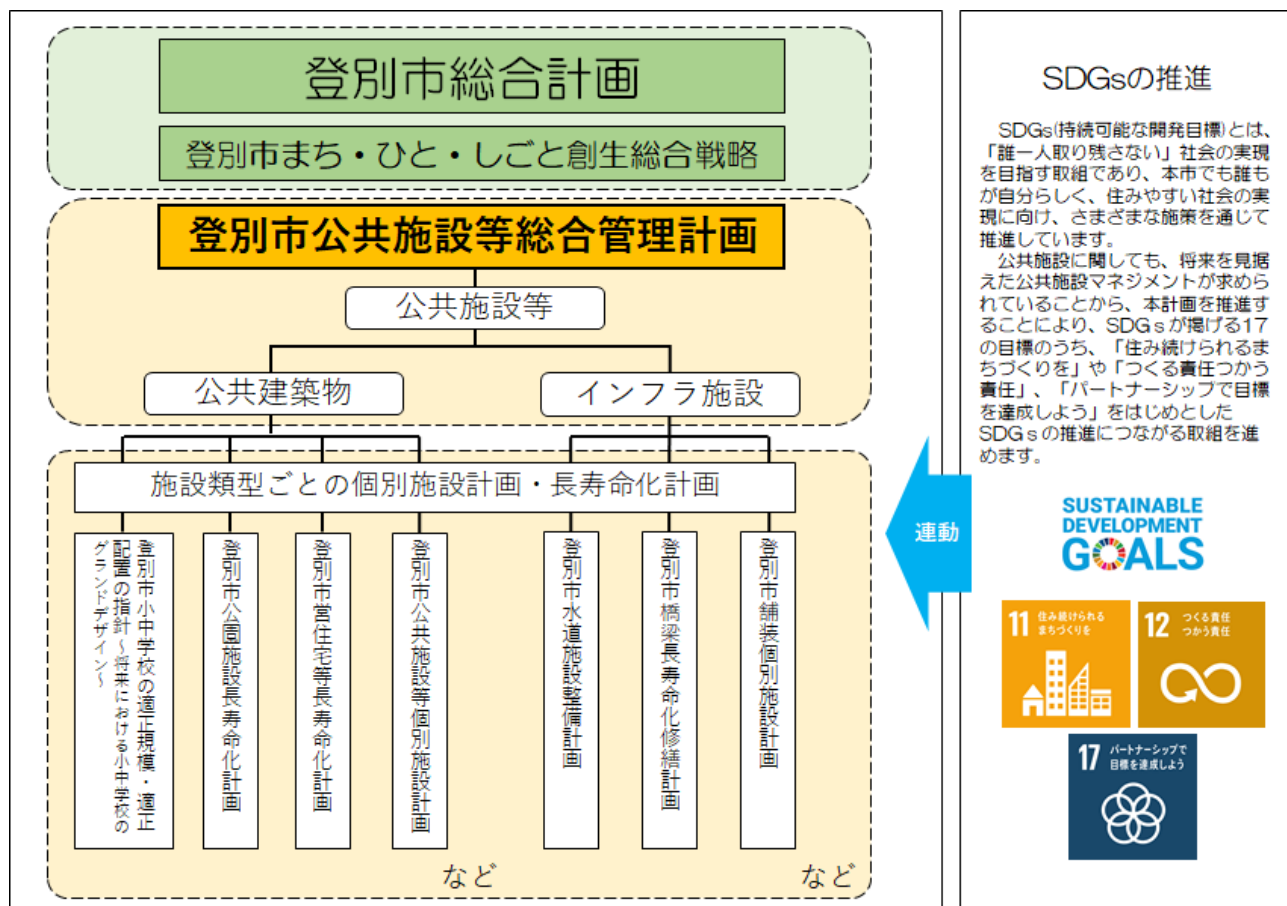 登別市総合計画
登別市まち・ひと・しごと創生総合戦略
登別市公共施設等総合管理計画
公共施設等
公共建築物
インフラ施設
施設類型ごとの個別施設計画・長寿命化計画
登別市小中学校の適正規模・適正
配置の指針～将来における小中学校の
グランドデザイン～
登別市公園施設長寿命化計画
登別市営住宅等長寿命化計画
登別市公共施設等個別施設計画
など
登別市水道施設整備計画
登別市橋梁長寿命化修繕計画
登別市舗装個別施設計画
など
連動
SDGsの推進
SDGs(持続可能な開発目標)とは、
「誰一人取り残さない」社会の実現
を目指す取組であり、本市でも誰も
が自分らしく、住みやすい社会の実
現に向け、さまざまな施策を通じて
推進しています。
公共施設に関しても、将来を見据
えた公共施設マネジメントが求めら
れていることから、本計画を推進す
ることにより、SDGｓが掲げる17
の目標のうち、「住み続けられるま
ちづくりを」や「つくる責任つかう
責任」、「パートナーシップで目標
を達成しよう」をはじめとした
SDGｓの推進につながる取組を進
めます。
SUSTAINABLE
DEVELOPMENT
GOALS
11 住み続けられる
まちづくりを
12 つくる責任
つかう責任
17 パートナーシップで
目標を達成しよう